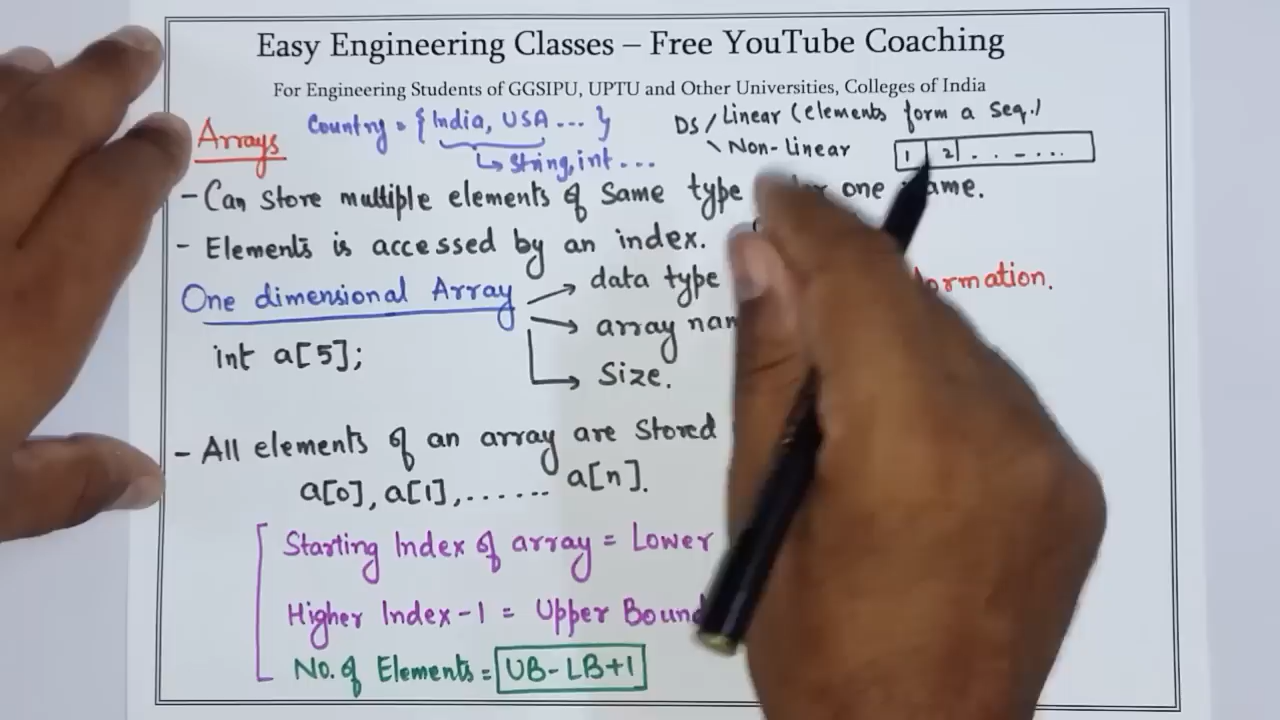 Easy Engineering Classes – Free YouTube Coaching
For Engineering Students of GGSIPU, UPTU and Other Universities, Colleges of India
Arrays Country = {India, USA ... }
↳ String, int ...
DS / Linear (elements form a seq.)
\ Non-Linear
1 2 . . – ...
- Can store multiple elements of same type one
- Elements is accessed by an index.
One dimensional Array → data type
→ array
→ Size.
int a[5];
- All elements of an array are stored
a[0], a[1], ...... a[n].
Starting Index of array = Lower
Higher Index -1 = Upper Bound
No. of Elements = UB - LB + 1